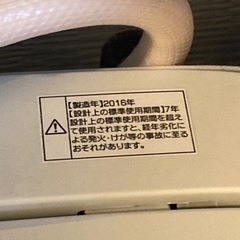 【製造年】2016年
【設計上の標準使用期間】7年
設計上の標準使用期間を超え
て使用されますと、経年劣化に
よる発火・けが等の事故に至る
おそれがあります。